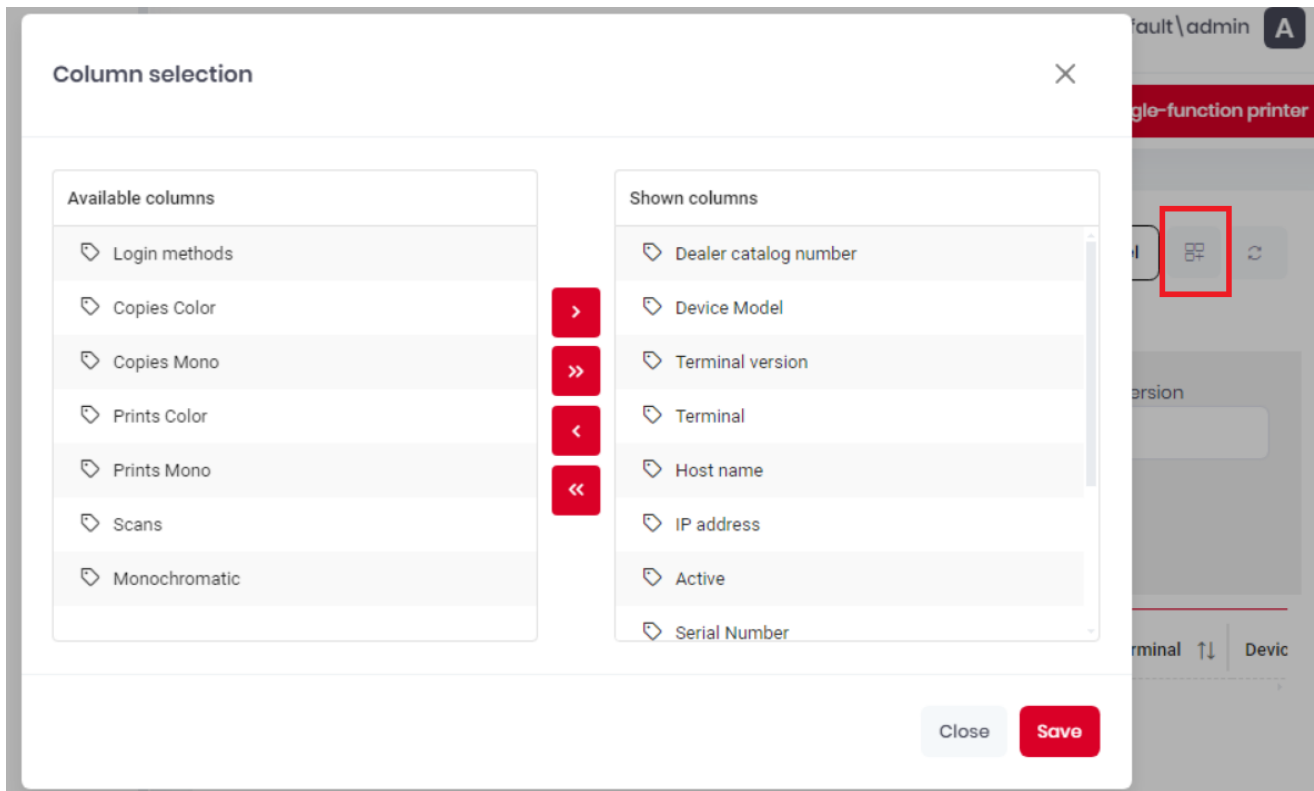 fault\admin
A
Column selection
gle-function printer
Available columns
Shown columns
Login methods
Copies Color
Copies Mono
Prints Color
Prints Mono
Scans
Monochromatic
Dealer catalog number
Device Model
Terminal version
Terminal
Host name
IP address
Active
Serial Number
ersion
rminal
Devic
Close
Save